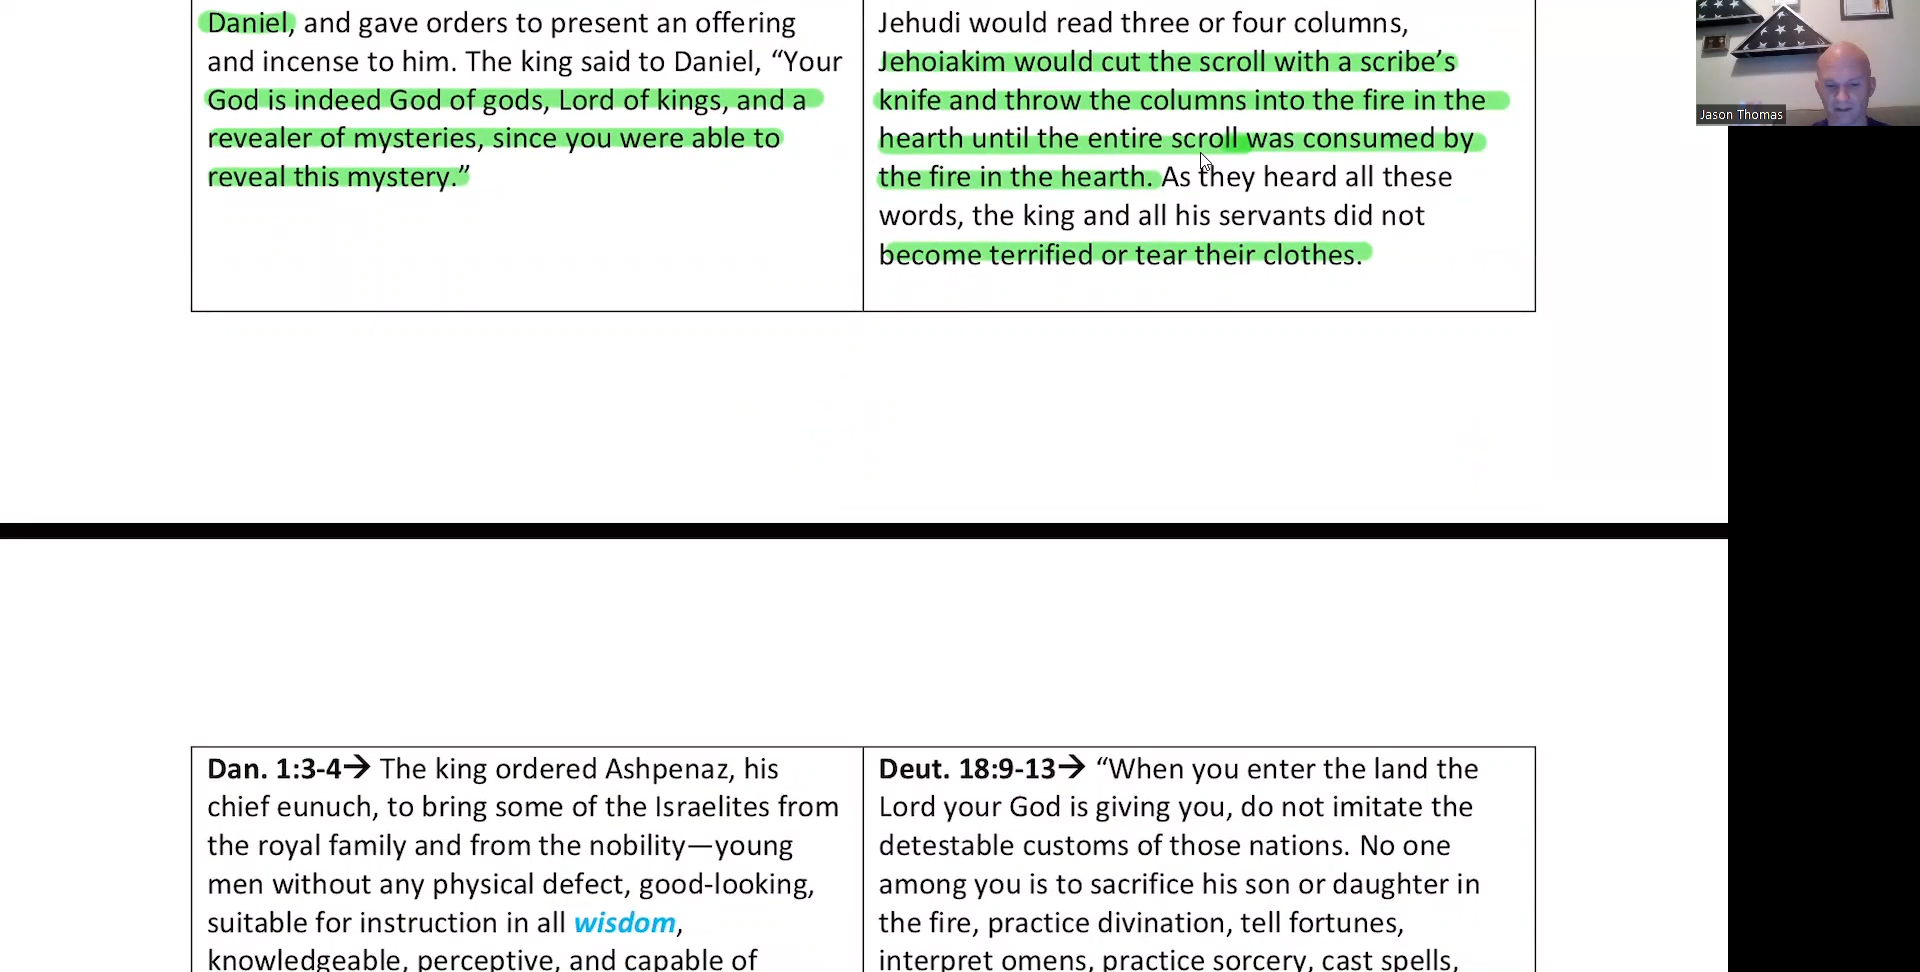 Daniel, and gave orders to present an offering
and incense to him. The king said to Daniel, “Your
God is indeed God of gods, Lord of kings, and a
revealer of mysteries, since you were able to
reveal this mystery.”
Jehudi would read three or four columns,
Jehoiakim would cut the scroll with a scribe’s
knife and throw the columns into the fire in the
hearth until the entire scroll was consumed by
the fire in the hearth. As they heard all these
words, the king and all his servants did not
become terrified or tear their clothes.
Jason Thomas
Dan. 1:3-4→ The king ordered Ashpenaz, his
chief eunuch, to bring some of the Israelites from
the royal family and from the nobility—young
men without any physical defect, good-looking,
suitable for instruction in all wisdom,
knowledgeable, perceptive, and capable of
Deut. 18:9-13→ “When you enter the land the
Lord your God is giving you, do not imitate the
detestable customs of those nations. No one
among you is to sacrifice his son or daughter in
the fire, practice divination, tell fortunes,
interpret omens, practice sorcery, cast spells,